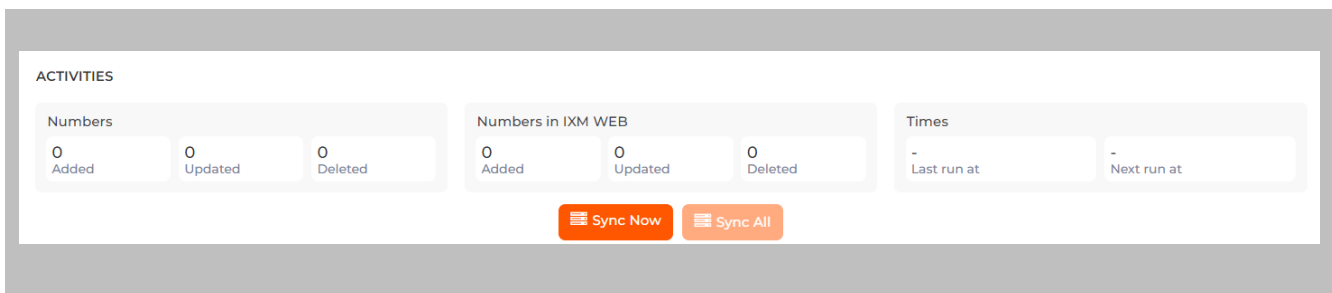 ACTIVITIES
Numbers
0
Added
0
Updated
0
Deleted
Numbers in IXM WEB
0
Added
0
Updated
0
Deleted
Times
-
Last run at
-
Next run at
Sync Now
Sync All